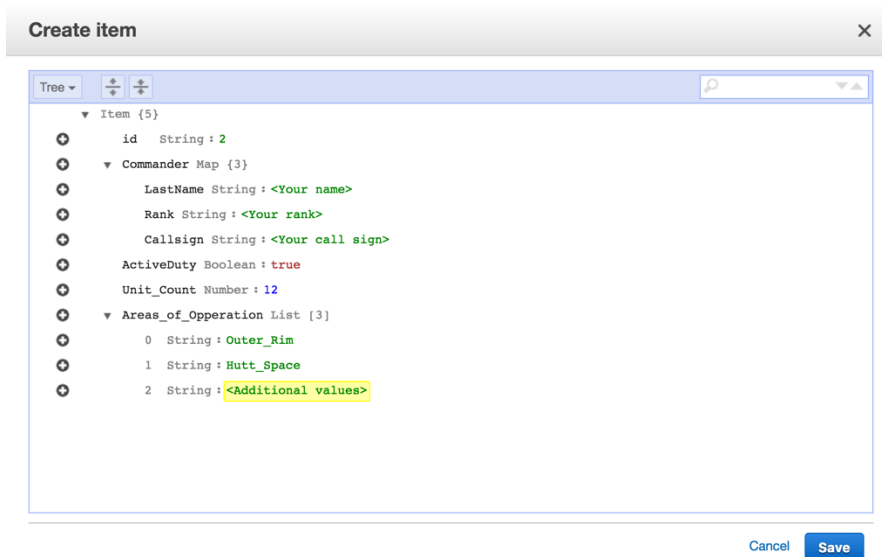 Create item
Tree
Item {5}
id String : 2
Commander Map {3}
LastName String : <Your name>
Rank String : <Your rank>
Callsign String : <Your call sign>
ActiveDuty Boolean : true
Unit_Count Number : 12
Areas_of_Opperation List [3]
0 String : Outer_Rim
1 String : Hutt_Space
2 String : <Additional values>
Cancel Save